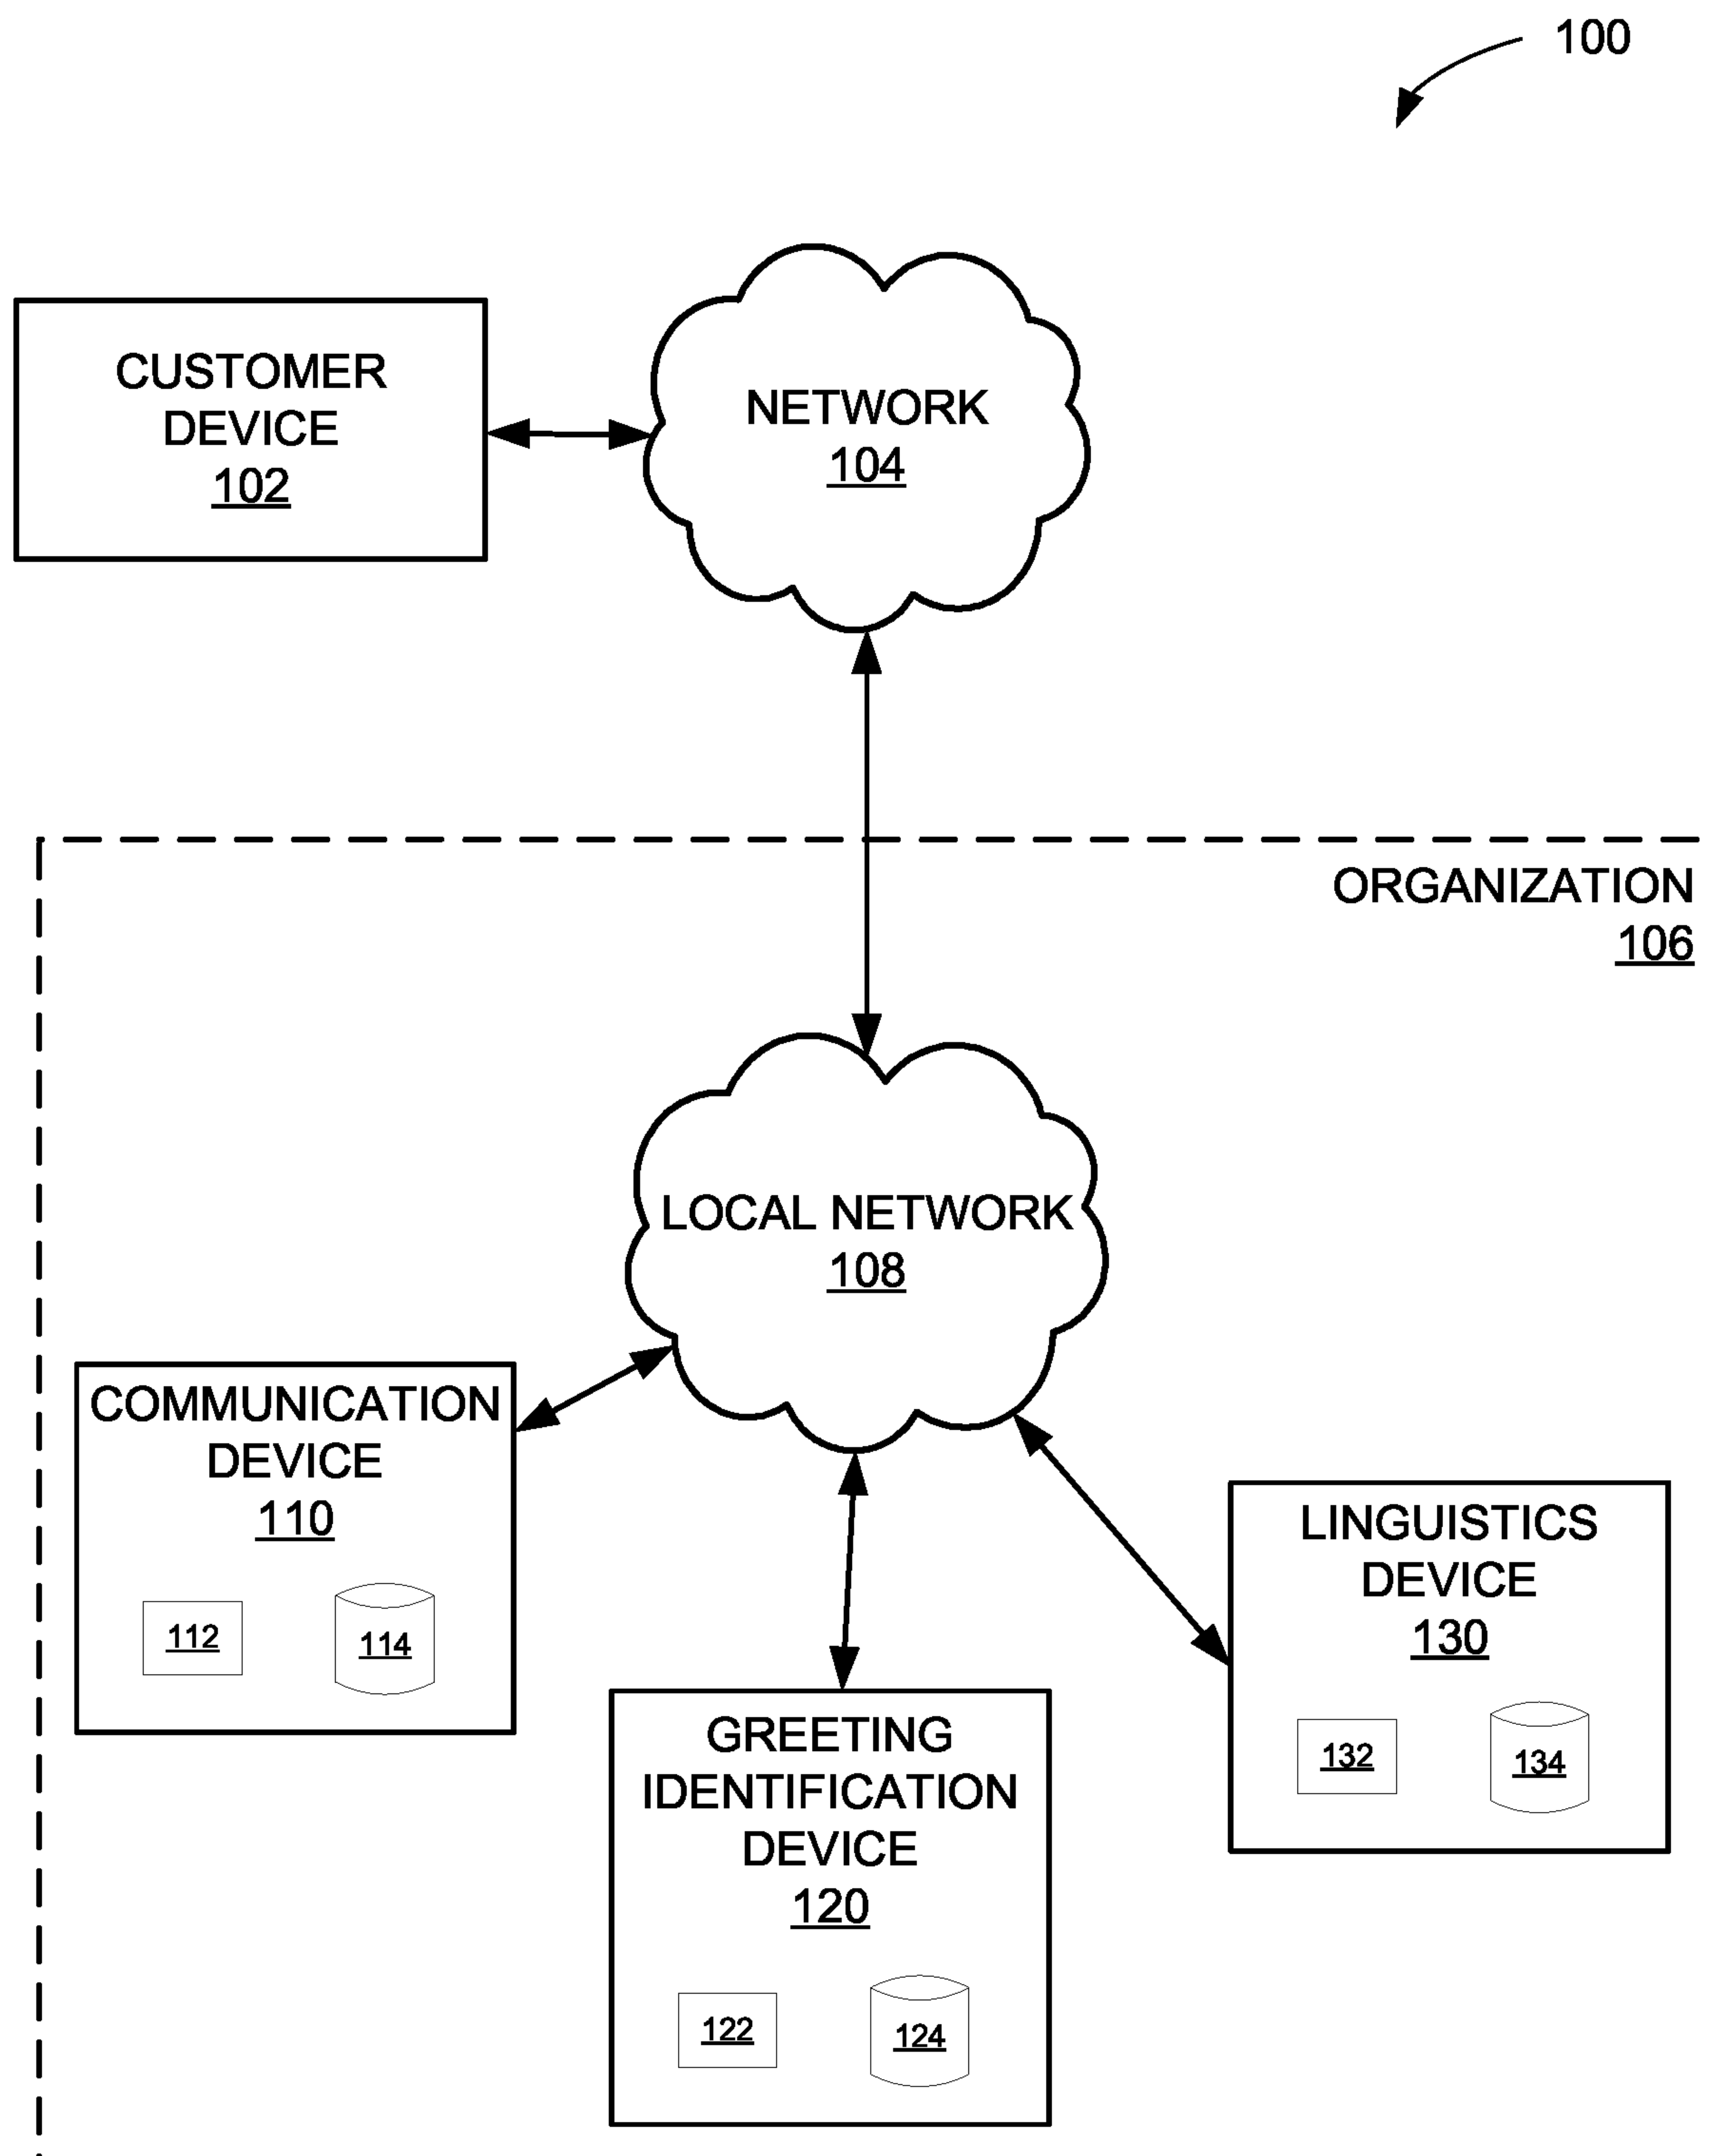 100
CUSTOMER
DEVICE
102
NETWORK
104
ORGANIZATION
106
LOCAL NETWORK
108
COMMUNICATION
DEVICE
110
112
114
GREETING
IDENTIFICATION
DEVICE
120
122
124
LINGUISTICS
DEVICE
130
132
134